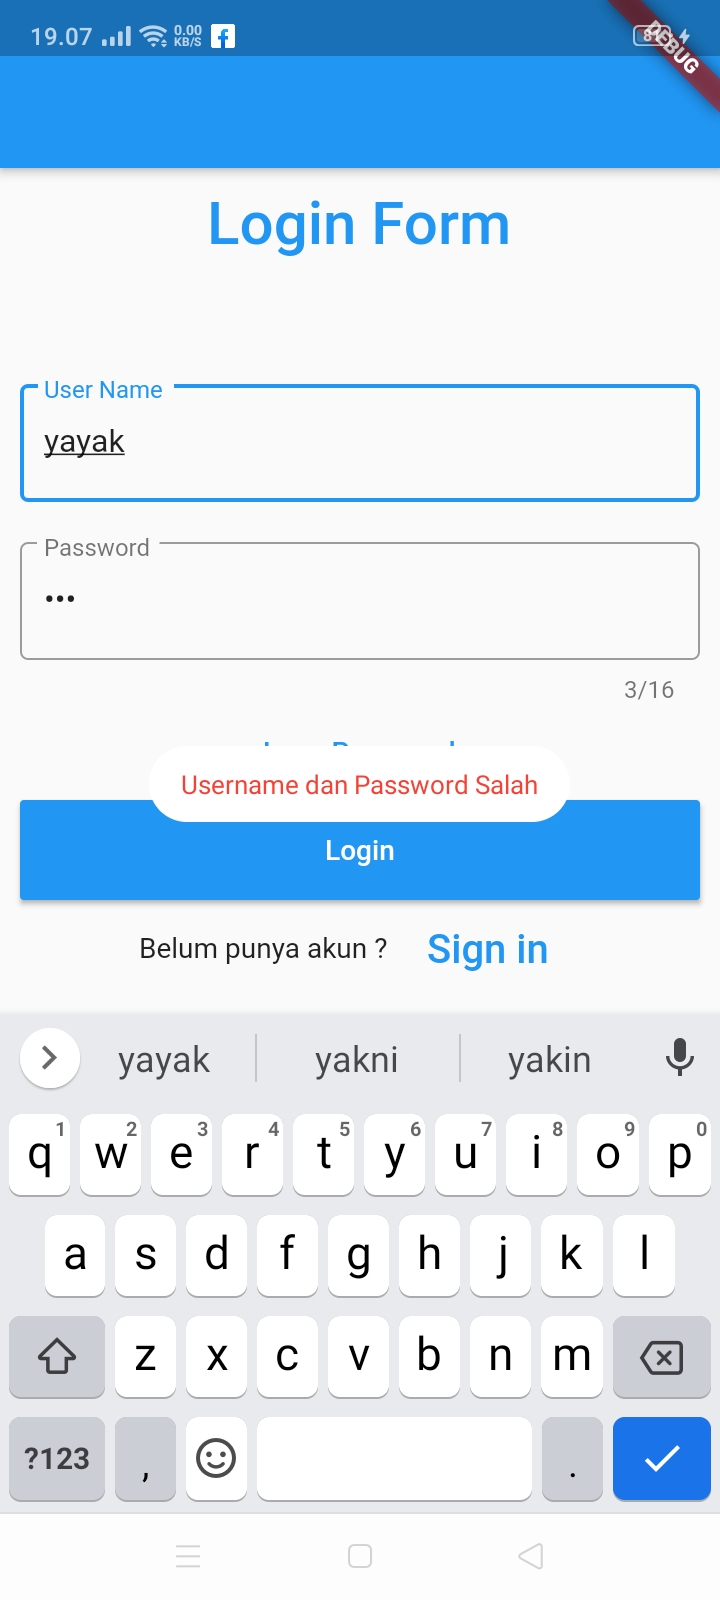 19.07 0.00 KB/S
DEBUG
Login Form
User Name
yayak
Password
•••
3/16
Username dan Password Salah
Login
Belum punya akun ? Sign in
yayak yakni yakin
q1 w2 e3 r4 t5 y6 u7 i8 o9 p0
a s d f g h j k l
z x c v b n m
?123 , .